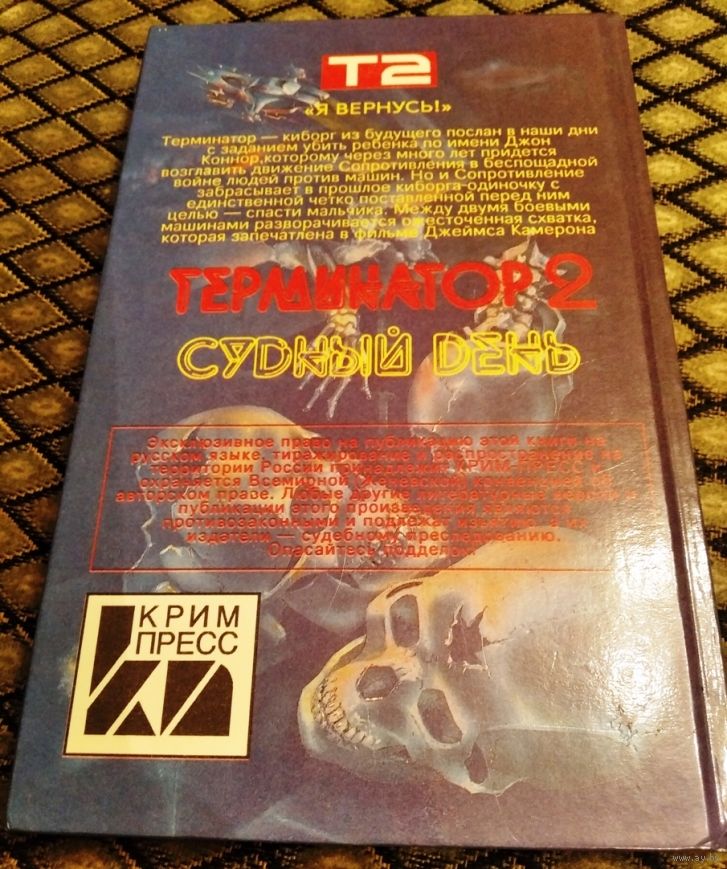 T2
«Я ВЕРНУСЬ!»
Терминатор — киборг из будущего послан в наши дни
с заданием убить ребенка по имени Джон
Коннор,которому через много лет придется
возглавить движение Сопротивления в беспощадной
войне людей против машин. Но и Сопротивление
забрасывает в прошлое киборга-одиночку с
единственной четко поставленной перед ним
целью — спасти мальчика. Между двумя боевыми
машинами разворачивается ожесточенная схватка,
которая запечатлена в фильме Джеймса Камерона
ТЕРМИНАТОР 2
СУДНЫЙ ДЕНЬ
Эксклюзивное право на публикацию этой книги на
русском языке, тиражирование и распространение на
территории России принадлежит КРИМ-ПРЕСС и
охраняется Всемирной (Женевской) конвенцией об
авторском праве. Любые другие литературные версии и
публикации этого произведения являются
противозаконными и подлежат изъятию, а их
издатели — судебному преследованию.
Опасайтесь подделок!
КРИМ
ПРЕСС
КП